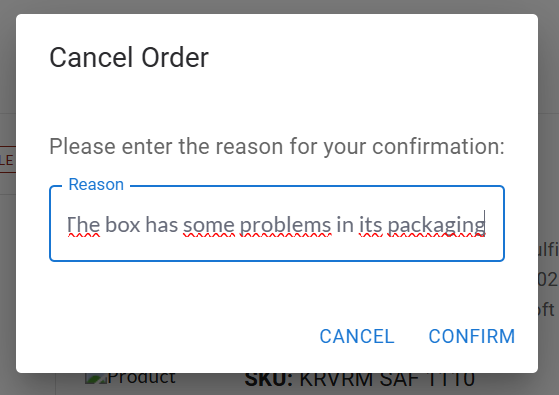 Cancel Order
Please enter the reason for your confirmation:
Reason
The box has some problems in its packaging
CANCEL CONFIRM
Product
SKU: KRVRM SAF 1110